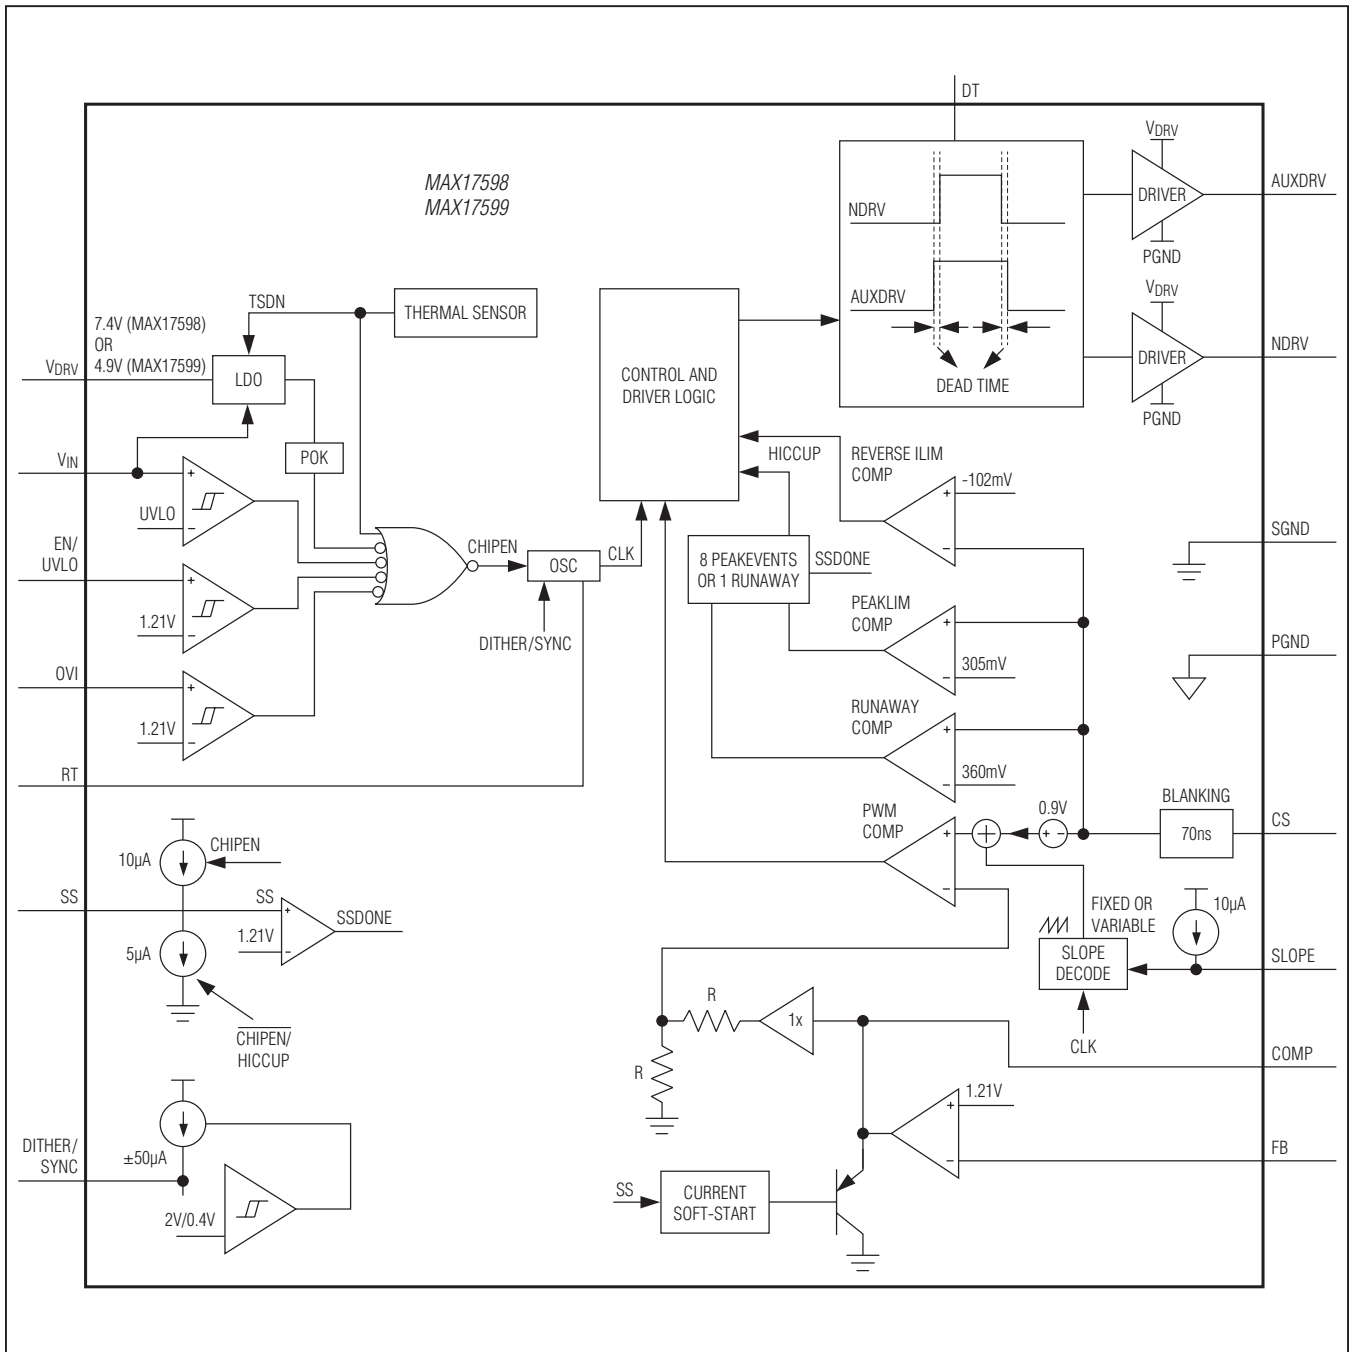 DT
MAX17598
MAX17599
VDRV
DRIVER
AUXDRV
PGND
NDRV
AUXDRV
DEAD TIME
VDRV
DRIVER
NDRV
PGND
TSDN
THERMAL SENSOR
7.4V (MAX17598)
OR
4.9V (MAX17599)
VDRV
LDO
POK
VIN
+
UVLO
−
EN/
UVLO
+
1.21V
−
OVI
+
1.21V
−
RT
CHIPEN
OSC
CLK
DITHER/SYNC
CONTROL AND
DRIVER LOGIC
HICCUP
REVERSE ILIM
COMP
+
-102mV
−
8 PEAKEVENTS
OR 1 RUNAWAY
SSDONE
PEAKLIM
COMP
+
305mV
−
RUNAWAY
COMP
+
360mV
−
PWM
COMP
+
−
0.9V
+ −
BLANKING
70ns
CS
SGND
PGND
10µA
CHIPEN
SS
SS
+
1.21V
−
SSDONE
5µA
CHIPEN/
HICCUP
FIXED OR
VARIABLE
10µA
SLOPE
DECODE
SLOPE
CLK
R
1x
R
COMP
1.21V
+
−
FB
SS
CURRENT
SOFT-START
DITHER/
SYNC
±50µA
2V/0.4V